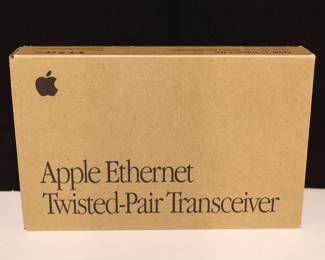 Apple Ethernet
Twisted-Pair Transceiver